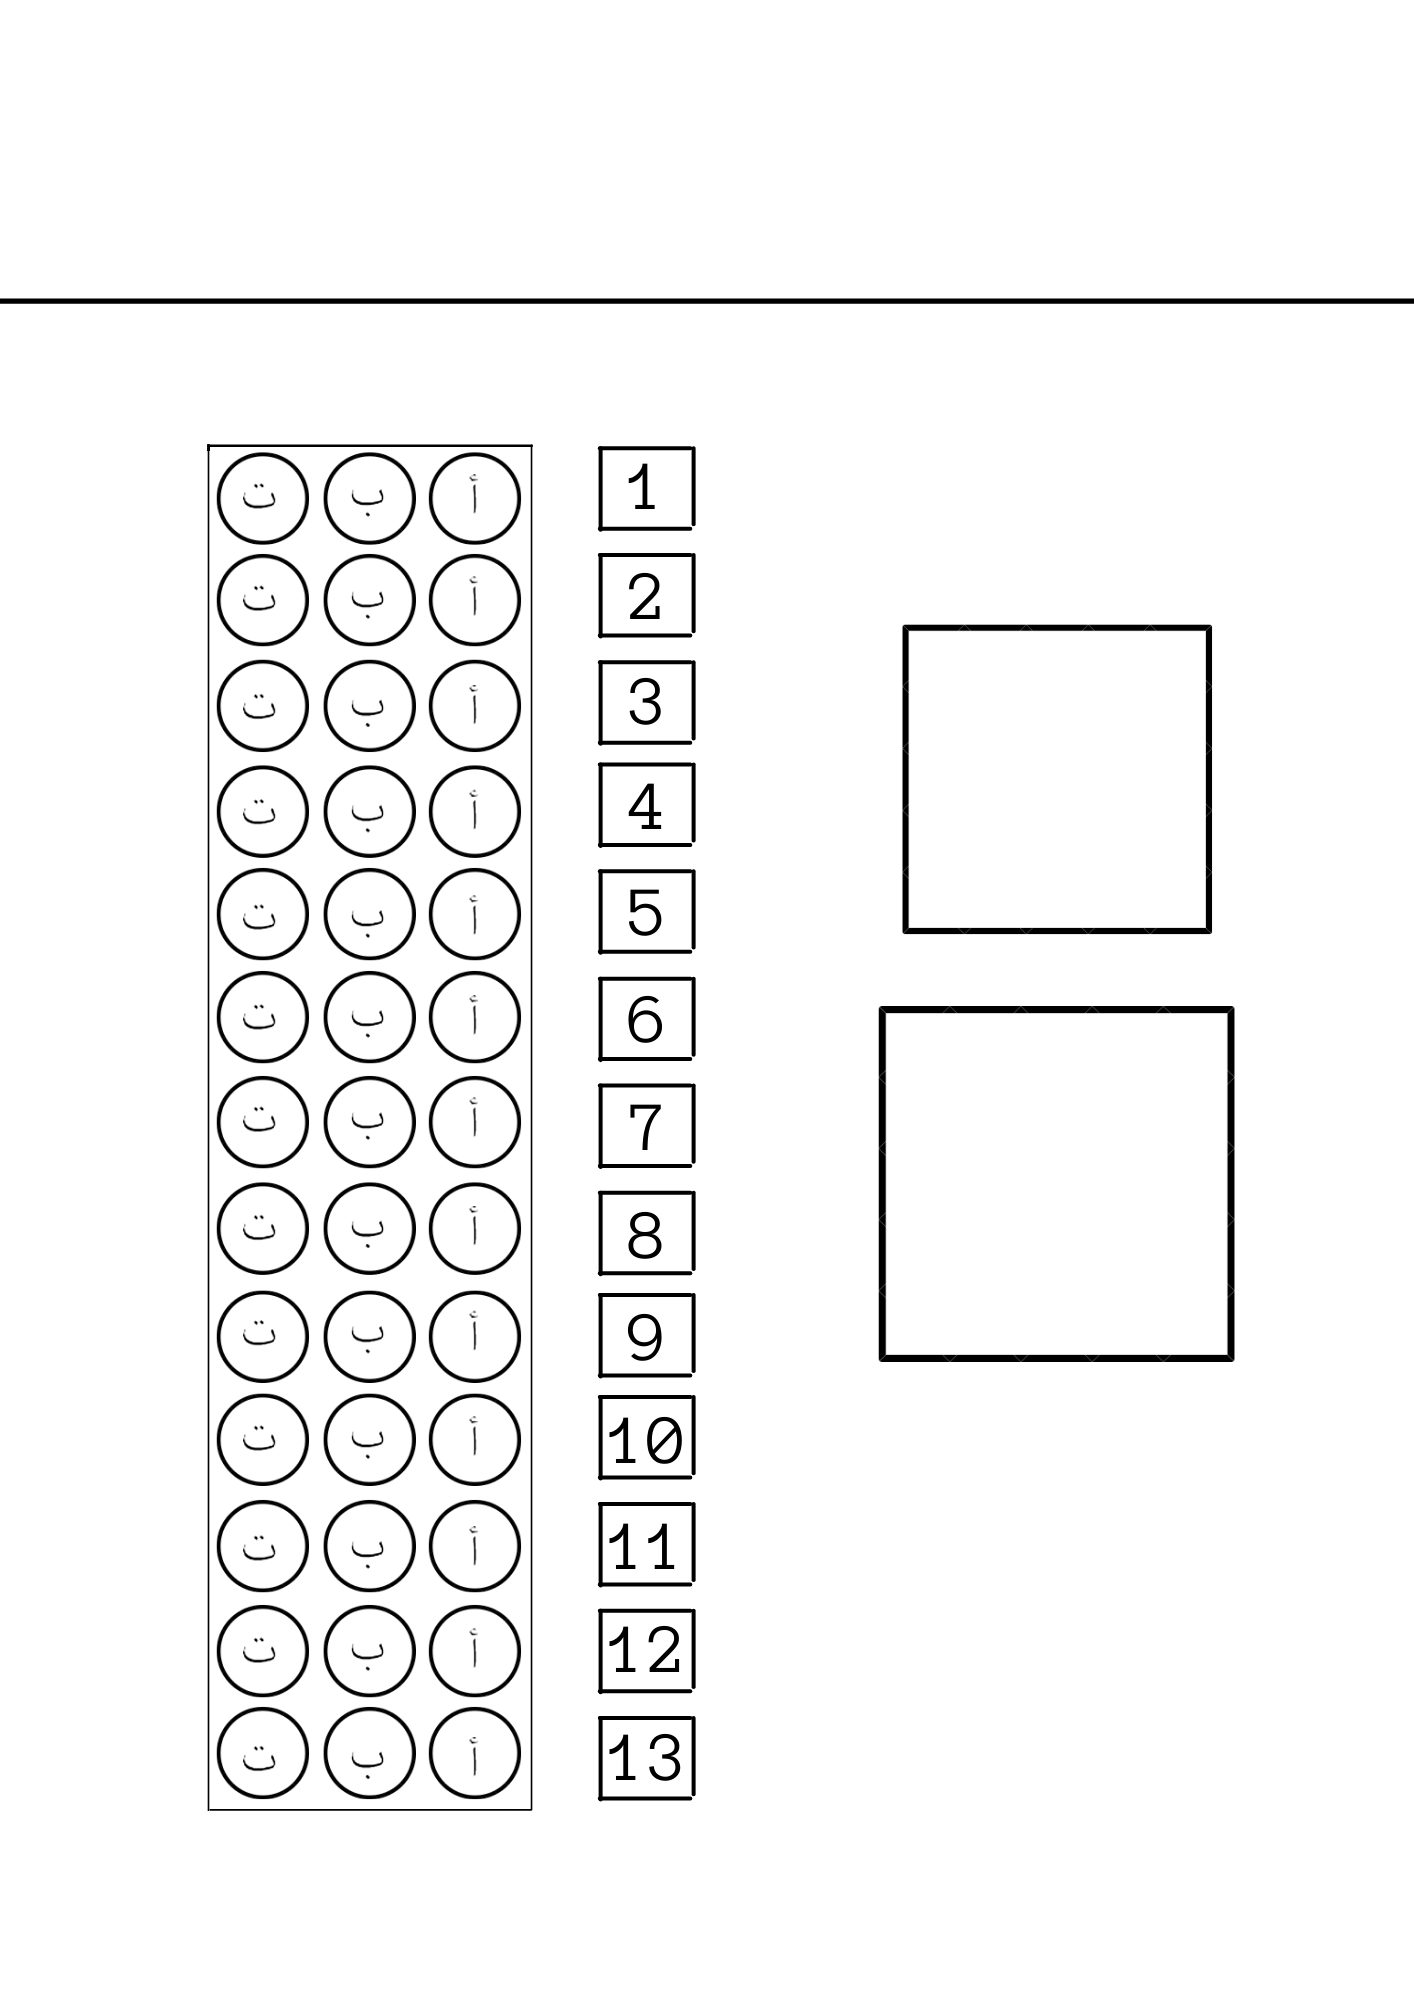 ت ب أ 1
ت ب أ 2
ت ب أ 3
ت ب أ 4
ت ب أ 5
ت ب أ 6
ت ب أ 7
ت ب أ 8
ت ب أ 9
ت ب أ 10
ت ب أ 11
ت ب أ 12
ت ب أ 13